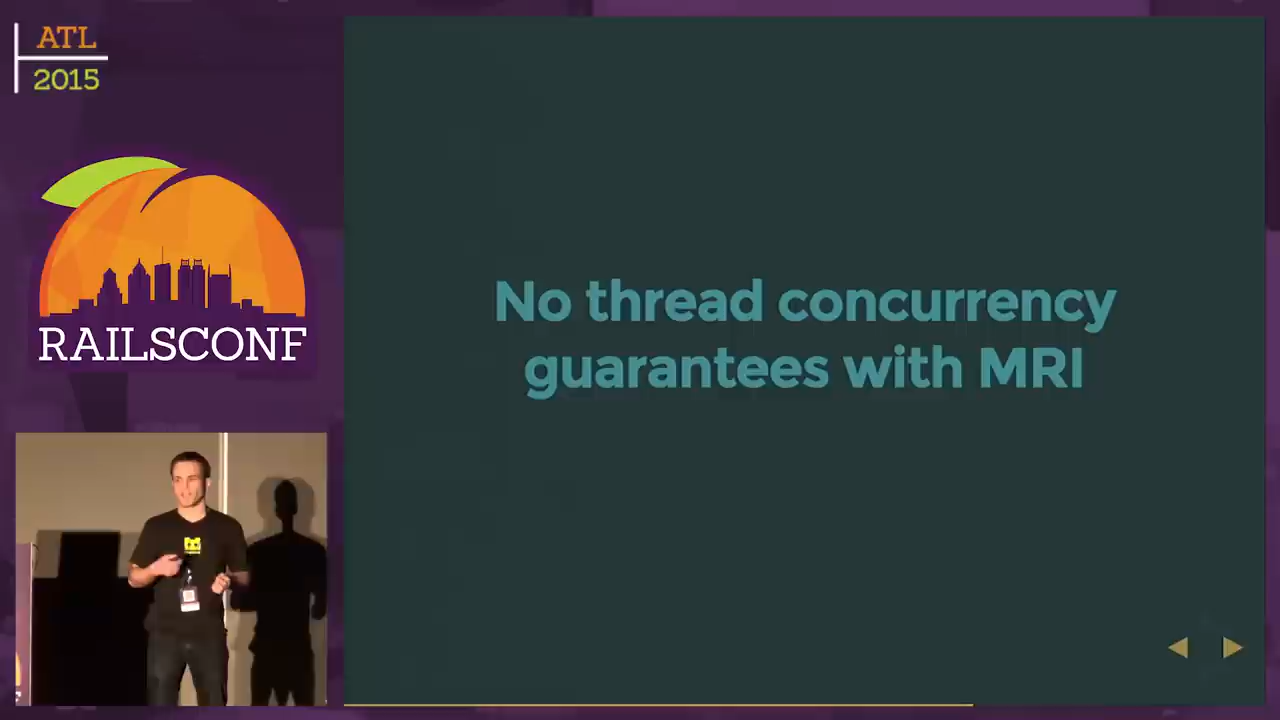 ATL
2015
RAILSCONF
No thread concurrency
guarantees with MRI